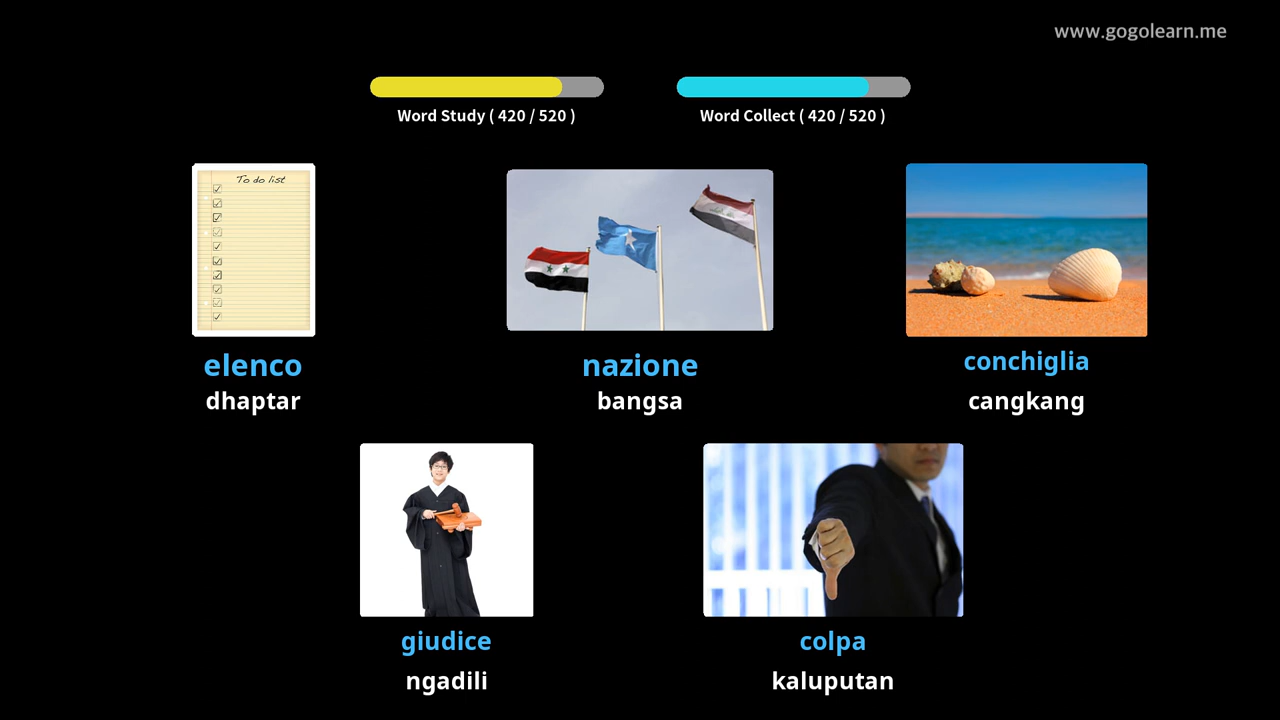 www.gogolearn.me
Word Study ( 420 / 520 )
Word Collect ( 420 / 520 )
To do list
elenco
nazione
conchiglia
dhaptar
bangsa
cangkang
giudice
colpa
ngadili
kaluputan